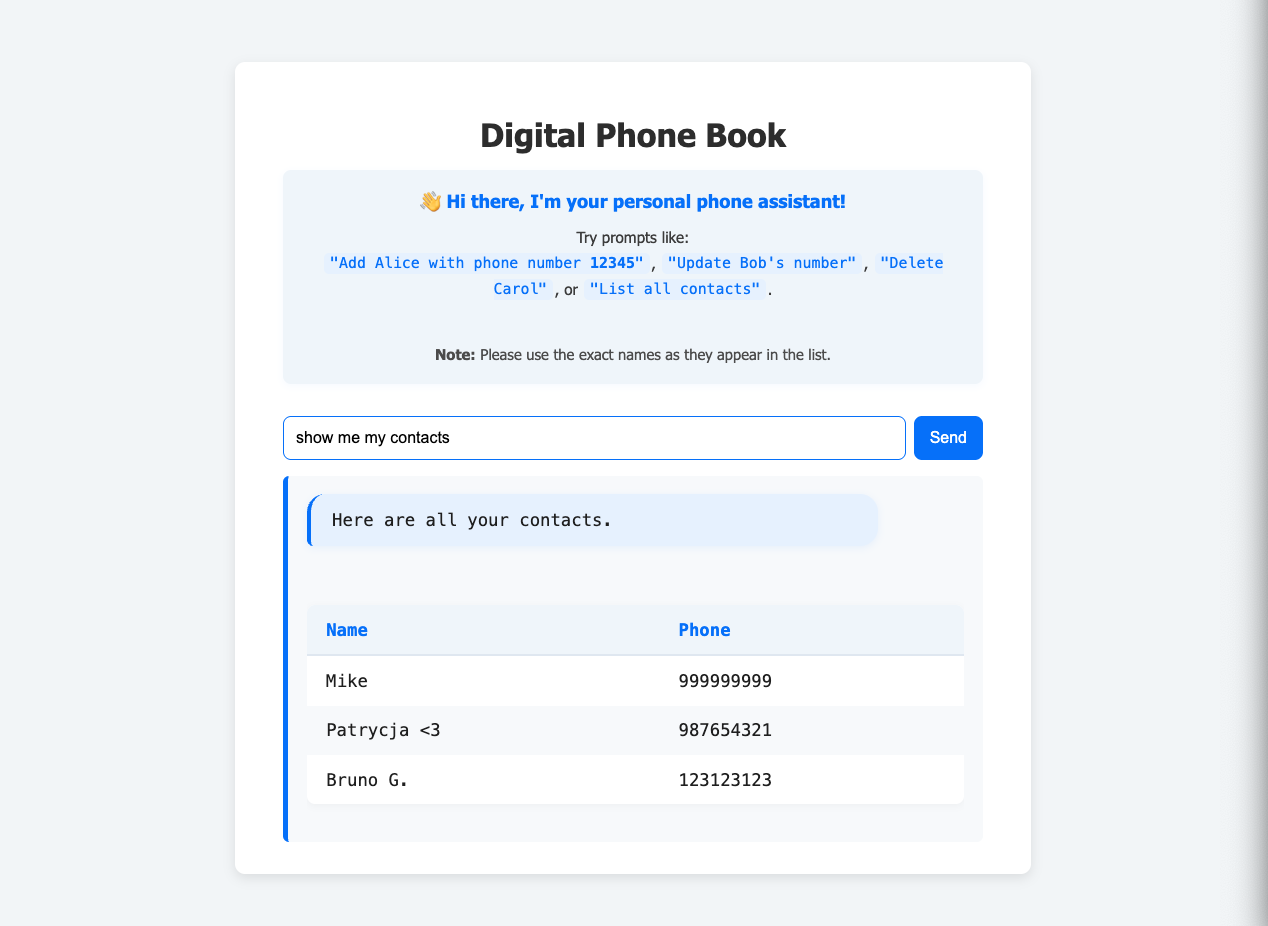 Digital Phone Book
👋 Hi there, I'm your personal phone assistant!
Try prompts like:
"Add Alice with phone number 12345" , "Update Bob's number" , "Delete
Carol" , or "List all contacts" .
Note: Please use the exact names as they appear in the list.
show me my contacts Send
Here are all your contacts.
Name Phone
Mike 999999999
Patrycja <3 987654321
Bruno G. 123123123